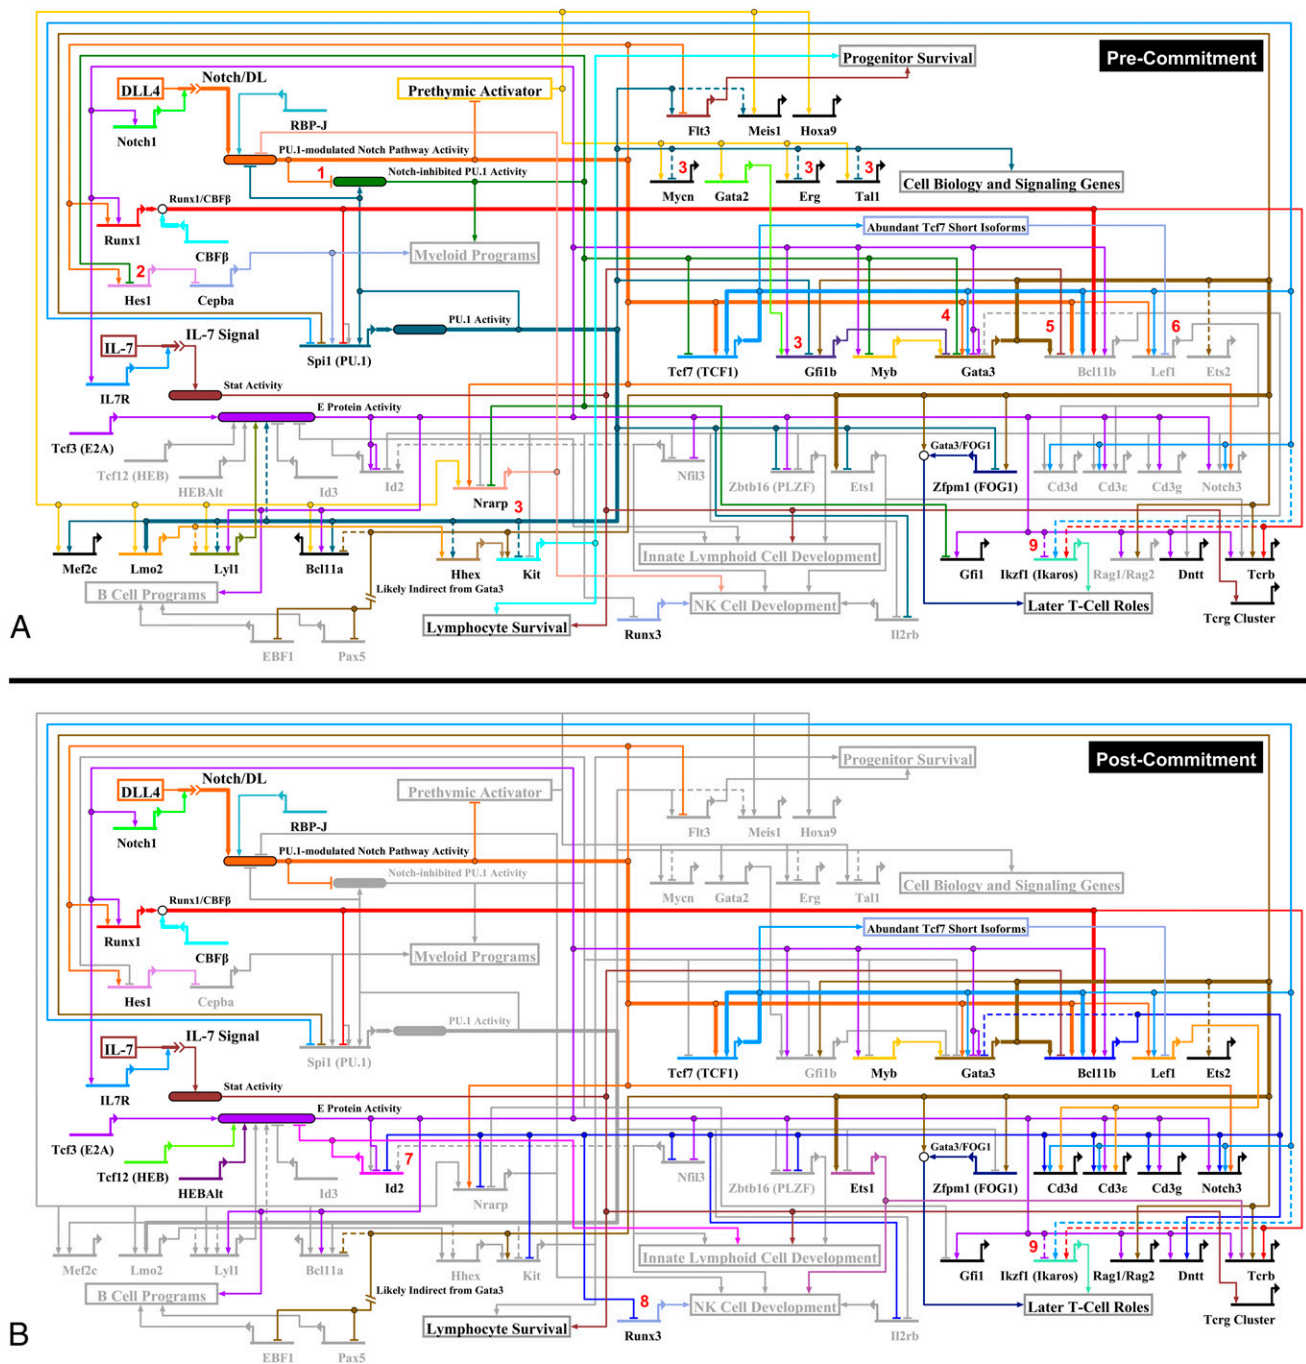 Pre-Commitment
Progenitor Survival
Notch/DL
DLL4
Prethymic Activator
RBP-J
Notch1
Flt3
Meis1
Hoxa9
PU.1-modulated Notch Pathway Activity
1
Notch-inhibited PU.1 Activity
3
3
3
Mycn
Gata2
Erg
Tal1
Cell Biology and Signaling Genes
Runx1/CBFβ
Runx1
CBFβ
Abundant Tcf7 Short Isoforms
Myeloid Programs
2
Hes1
Cepba
IL-7 Signal
PU.1 Activity
4
5
6
3
IL-7
Spi1 (PU.1)
Tcf7 (TCF1)
Gfi1b
Myb
Gata3
Bcl11b
Lef1
Ets2
IL7R
Stat Activity
E Protein Activity
Tcf3 (E2A)
Gata3/FOG1
Tcf12 (HEB)
HEBAlt
Id3
Id2
Nfil3
Zbtb16 (PLZF)
Ets1
Zfpm1 (FOG1)
Cd3d
Cd3ε
Cd3g
Notch3
Nrarp
3
9
Innate Lymphoid Cell Development
Mef2c
Lmo2
Lyl1
Bcl11a
Hhex
Kit
Gfi1
Ikzf1 (Ikaros)
Rag1/Rag2
Dntt
Tcrb
B Cell Programs
Likely Indirect from Gata3
NK Cell Development
Later T-Cell Roles
Lymphocyte Survival
Runx3
Il2rb
Tcrg Cluster
A
EBF1
Pax5
Post-Commitment
Progenitor Survival
Notch/DL
DLL4
Prethymic Activator
RBP-J
Notch1
Flt3
Meis1
Hoxa9
PU.1-modulated Notch Pathway Activity
Notch-inhibited PU.1 Activity
Mycn
Gata2
Erg
Tal1
Cell Biology and Signaling Genes
Runx1/CBFβ
Runx1
CBFβ
Abundant Tcf7 Short Isoforms
Myeloid Programs
Hes1
Cepba
IL-7 Signal
PU.1 Activity
IL-7
Spi1 (PU.1)
Tcf7 (TCF1)
Gfi1b
Myb
Gata3
Bcl11b
Lef1
Ets2
IL7R
Stat Activity
E Protein Activity
Tcf3 (E2A)
Gata3/FOG1
7
Tcf12 (HEB)
HEBAlt
Id3
Id2
Nfil3
Zbtb16 (PLZF)
Ets1
Zfpm1 (FOG1)
Cd3d
Cd3ε
Cd3g
Notch3
Nrarp
9
Innate Lymphoid Cell Development
Mef2c
Lmo2
Lyl1
Bcl11a
Hhex
Kit
Gfi1
Ikzf1 (Ikaros)
Rag1/Rag2
Dntt
Tcrb
B Cell Programs
Likely Indirect from Gata3
8
NK Cell Development
Later T-Cell Roles
Lymphocyte Survival
Runx3
Il2rb
Tcrg Cluster
B
EBF1
Pax5